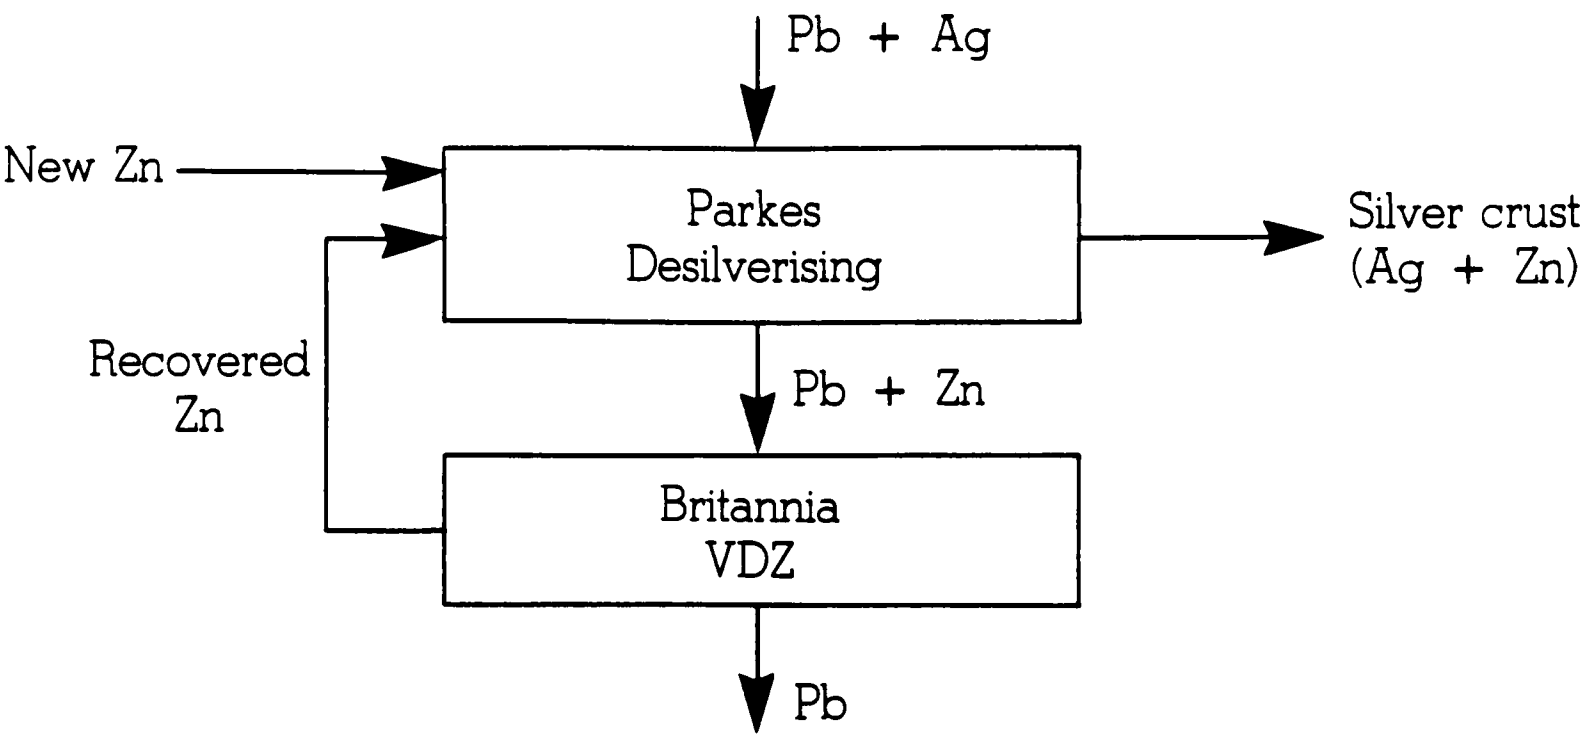 Pb + Ag
New Zn
Parkes
Desilverising
Silver crust
(Ag + Zn)
Recovered
Zn
Pb + Zn
Britannia
VDZ
Pb